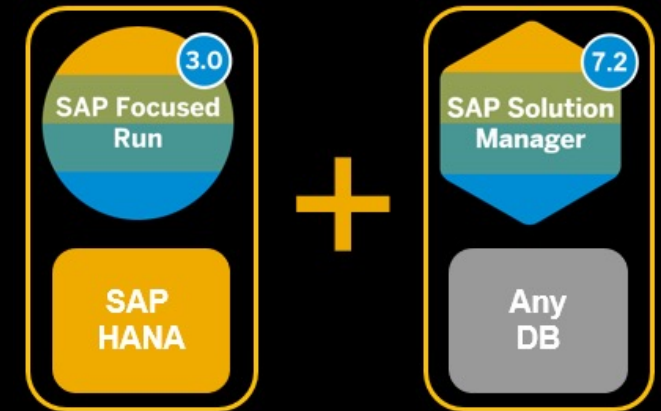 3.0
SAP Focused
Run
SAP
HANA
+
7.2
SAP Solution
Manager
Any
DB